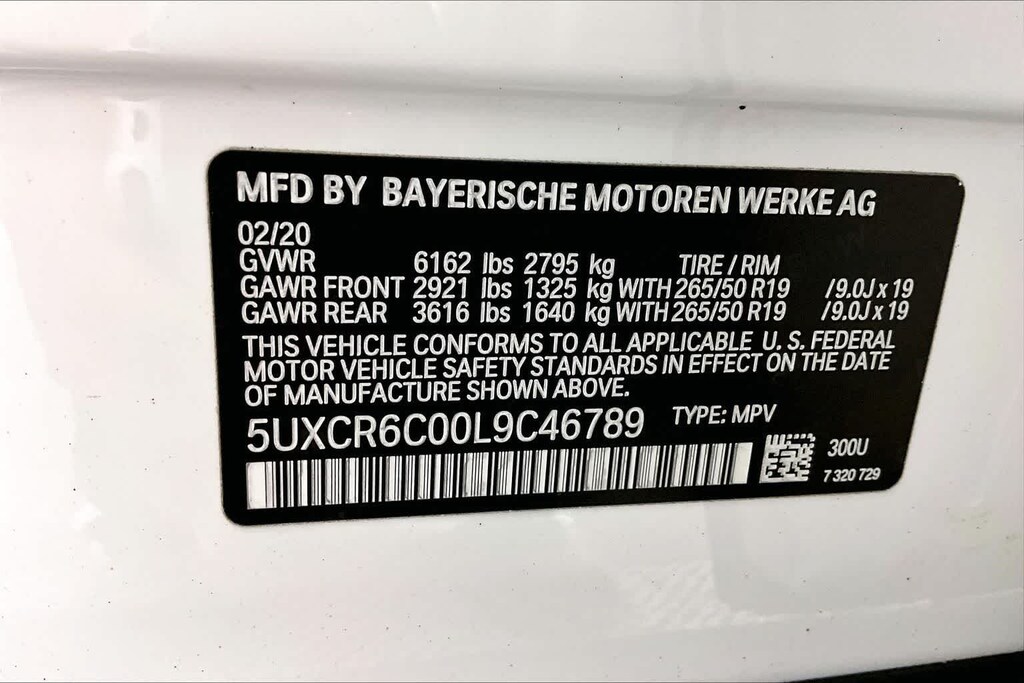 MFD BY BAYERISCHE MOTOREN WERKE AG
02/20
GVWR 6162 lbs 2795 kg TIRE / RIM
GAWR FRONT 2921 lbs 1325 kg WITH 265/50 R19 /9.0J x 19
GAWR REAR 3616 lbs 1640 kg WITH 265/50 R19 /9.0J x 19
THIS VEHICLE CONFORMS TO ALL APPLICABLE U. S. FEDERAL
MOTOR VEHICLE SAFETY STANDARDS IN EFFECT ON THE DATE
OF MANUFACTURE SHOWN ABOVE.
5UXCR6C00L9C46789 TYPE: MPV
300U
7 320 729